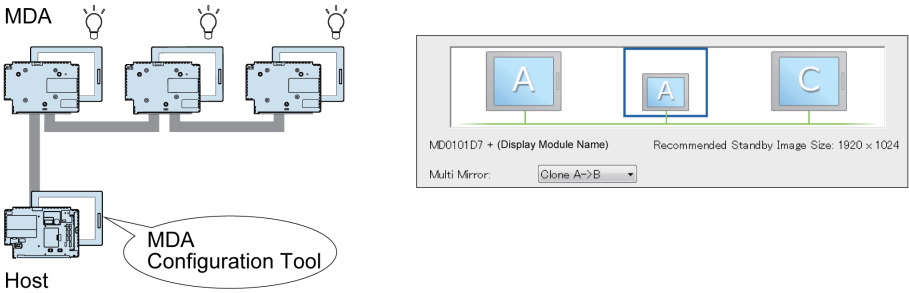 MDA
Host
MDA
Configuration Tool
A
A
C
MD0101D7 + (Display Module Name)
Recommended Standby Image Size: 1920 × 1024
Multi Mirror:
Clone A->B